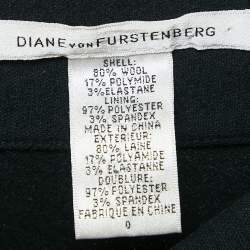 DIANE VON FURSTENBERG
SHELL:
80% WOOL
17% POLYMIDE
3% ELASTANE
LINING:
97% POLYESTER
3% SPANDEX
MADE IN CHINA
EXTERIEUR:
80% LAINE
17% POLYAMIDE
3% ELASTANE
DOUBLURE:
97% POLYESTER
3% SPANDEX
FABRIQUE EN CHINE
0